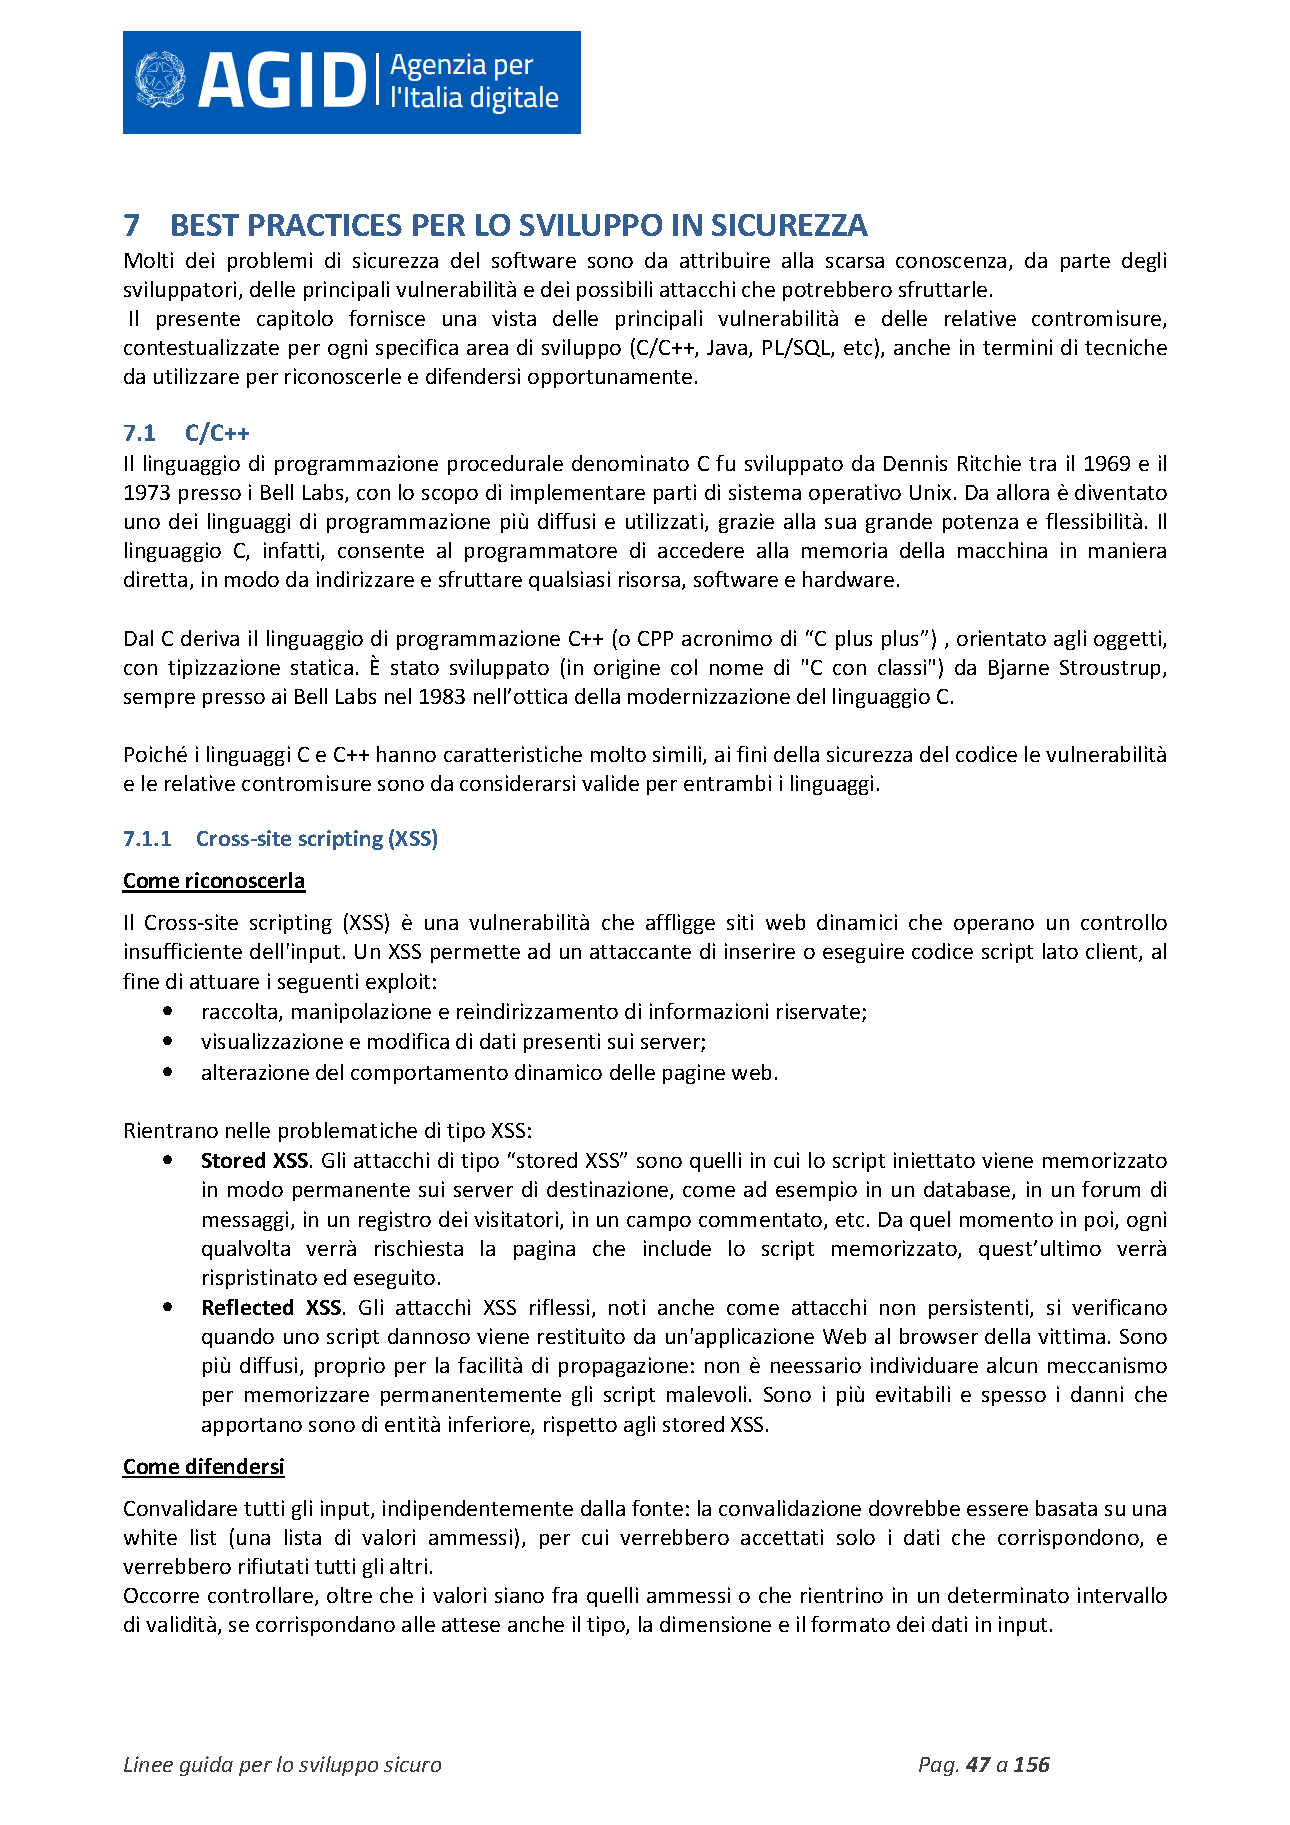 AGID Agenzia per
l'Italia digitale
7 BEST PRACTICES PER LO SVILUPPO IN SICUREZZA
Molti dei problemi di sicurezza del software sono da attribuire alla scarsa conoscenza, da parte degli
sviluppatori, delle principali vulnerabilità e dei possibili attacchi che potrebbero sfruttarle.
Il presente capitolo fornisce una vista delle principali vulnerabilità e delle relative contromisure,
contestualizzate per ogni specifica area di sviluppo (C/C++, Java, PL/SQL, etc), anche in termini di tecniche
da utilizzare per riconoscerle e difendersi opportunamente.
7.1 C/C++
Il linguaggio di programmazione procedurale denominato C fu sviluppato da Dennis Ritchie tra il 1969 e il
1973 presso i Bell Labs, con lo scopo di implementare parti di sistema operativo Unix. Da allora è diventato
uno dei linguaggi di programmazione più diffusi e utilizzati, grazie alla sua grande potenza e flessibilità. Il
linguaggio C, infatti, consente al programmatore di accedere alla memoria della macchina in maniera
diretta, in modo da indirizzare e sfruttare qualsiasi risorsa, software e hardware.
Dal C deriva il linguaggio di programmazione C++ (o CPP acronimo di “C plus plus”) , orientato agli oggetti,
con tipizzazione statica. È stato sviluppato (in origine col nome di "C con classi") da Bjarne Stroustrup,
sempre presso ai Bell Labs nel 1983 nell’ottica della modernizzazione del linguaggio C.
Poiché i linguaggi C e C++ hanno caratteristiche molto simili, ai fini della sicurezza del codice le vulnerabilità
e le relative contromisure sono da considerarsi valide per entrambi i linguaggi.
7.1.1 Cross-site scripting (XSS)
Come riconoscerla
Il Cross-site scripting (XSS) è una vulnerabilità che affligge siti web dinamici che operano un controllo
insufficiente dell'input. Un XSS permette ad un attaccante di inserire o eseguire codice script lato client, al
fine di attuare i seguenti exploit:
• raccolta, manipolazione e reindirizzamento di informazioni riservate;
• visualizzazione e modifica di dati presenti sui server;
• alterazione del comportamento dinamico delle pagine web.
Rientrano nelle problematiche di tipo XSS:
• Stored XSS. Gli attacchi di tipo “stored XSS” sono quelli in cui lo script iniettato viene memorizzato
in modo permanente sui server di destinazione, come ad esempio in un database, in un forum di
messaggi, in un registro dei visitatori, in un campo commentato, etc. Da quel momento in poi, ogni
qualvolta verrà rischiesta la pagina che include lo script memorizzato, quest’ultimo verrà
rispristinato ed eseguito.
• Reflected XSS. Gli attacchi XSS riflessi, noti anche come attacchi non persistenti, si verificano
quando uno script dannoso viene restituito da un'applicazione Web al browser della vittima. Sono
più diffusi, proprio per la facilità di propagazione: non è neessario individuare alcun meccanismo
per memorizzare permanentemente gli script malevoli. Sono i più evitabili e spesso i danni che
apportano sono di entità inferiore, rispetto agli stored XSS.
Come difendersi
Convalidare tutti gli input, indipendentemente dalla fonte: la convalidazione dovrebbe essere basata su una
white list (una lista di valori ammessi), per cui verrebbero accettati solo i dati che corrispondono, e
verrebbero rifiutati tutti gli altri.
Occorre controllare, oltre che i valori siano fra quelli ammessi o che rientrino in un determinato intervallo
di validità, se corrispondano alle attese anche il tipo, la dimensione e il formato dei dati in input.
Linee guida per lo sviluppo sicuro Pag. 47 a 156